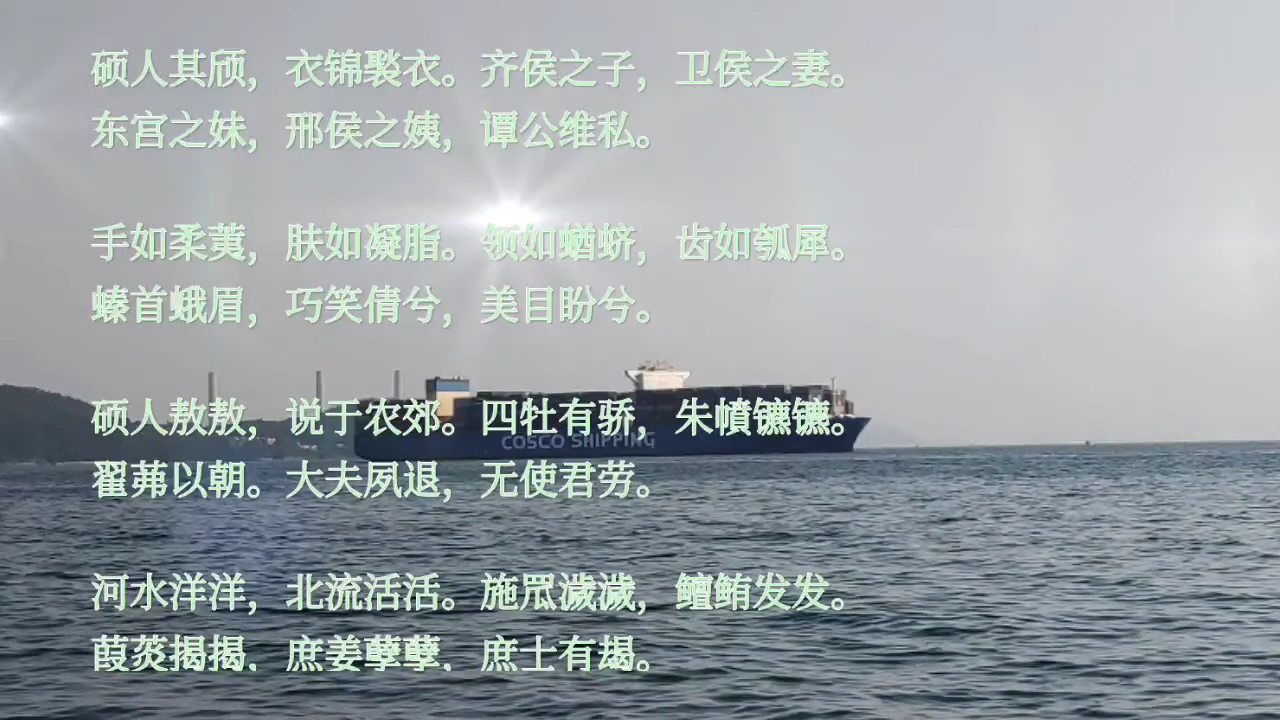 硕人其颀，衣锦褧衣。齐侯之子，卫侯之妻。
东宫之妹，邢侯之姨，谭公维私。
手如柔荑，肤如凝脂。领如蝤蛴，齿如瓠犀。
螓首蛾眉，巧笑倩兮，美目盼兮。
硕人敖敖，说于农郊。四牡有骄，朱幩镳镳。
COSCO SHIPPING
翟茀以朝。大夫夙退，无使君劳。
河水洋洋，北流活活。施罛濊濊，鳣鲔发发。
葭菼揭揭，庶姜孽孽，庶士有朅。